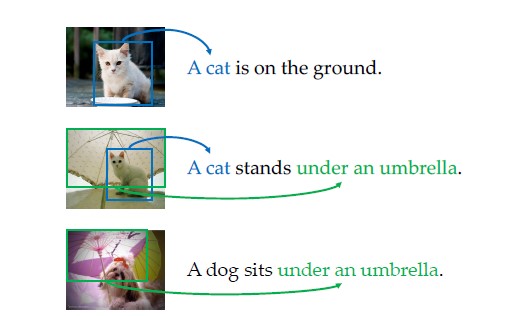 A cat is on the ground.
A cat stands under an umbrella.
A dog sits under an umbrella.